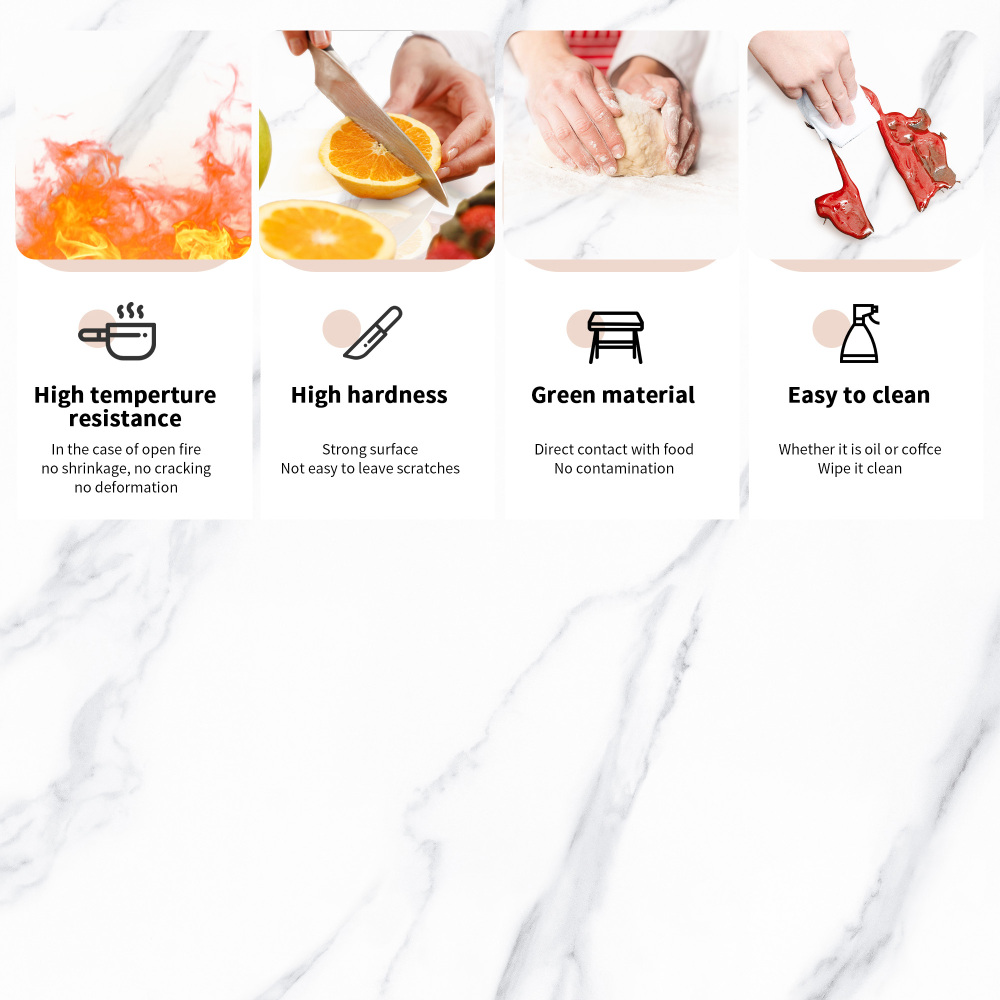 High temperture
resistance
In the case of open fire
no shrinkage, no cracking
no deformation
High hardness
Strong surface
Not easy to leave scratches
Green material
Direct contact with food
No contamination
Easy to clean
Whether it is oil or coffce
Wipe it clean